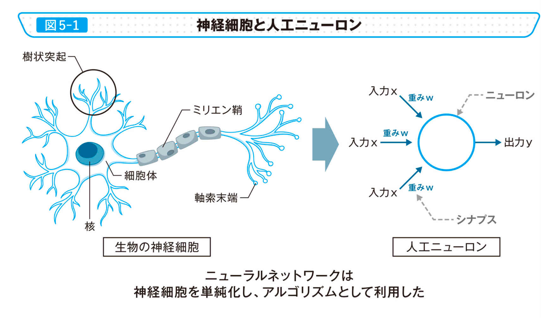 図5-1
神経細胞と人工ニューロン
樹状突起
ミリエン鞘
細胞体
軸索末端
核
生物の神経細胞
入力x
重みw
ニューロン
入力x
重みw
出力y
入力x
重みw
シナプス
人工ニューロン
ニューラルネットワークは
神経細胞を単純化し、アルゴリズムとして利用した